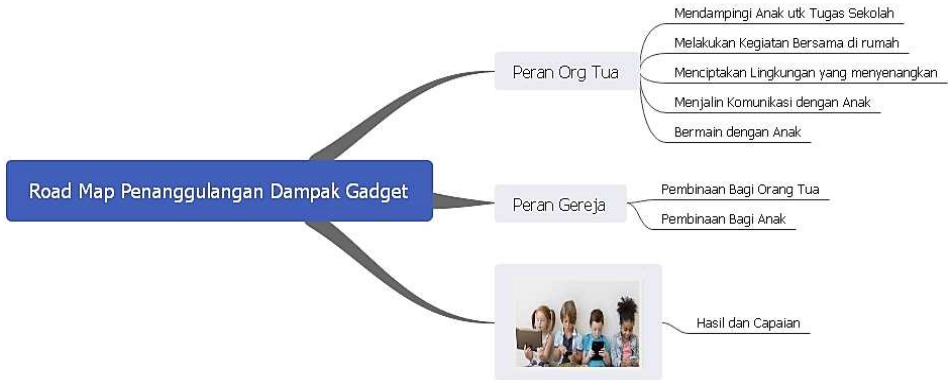 Road Map Penanggulangan Dampak Gadget
Peran Org Tua
Mendampingi Anak utk Tugas Sekolah
Melakukan Kegiatan Bersama di rumah
Menciptakan Lingkungan yang menyenangkan
Menjalin Komunikasi dengan Anak
Bermain dengan Anak
Peran Gereja
Pembinaan Bagi Orang Tua
Pembinaan Bagi Anak
Hasil dan Capaian